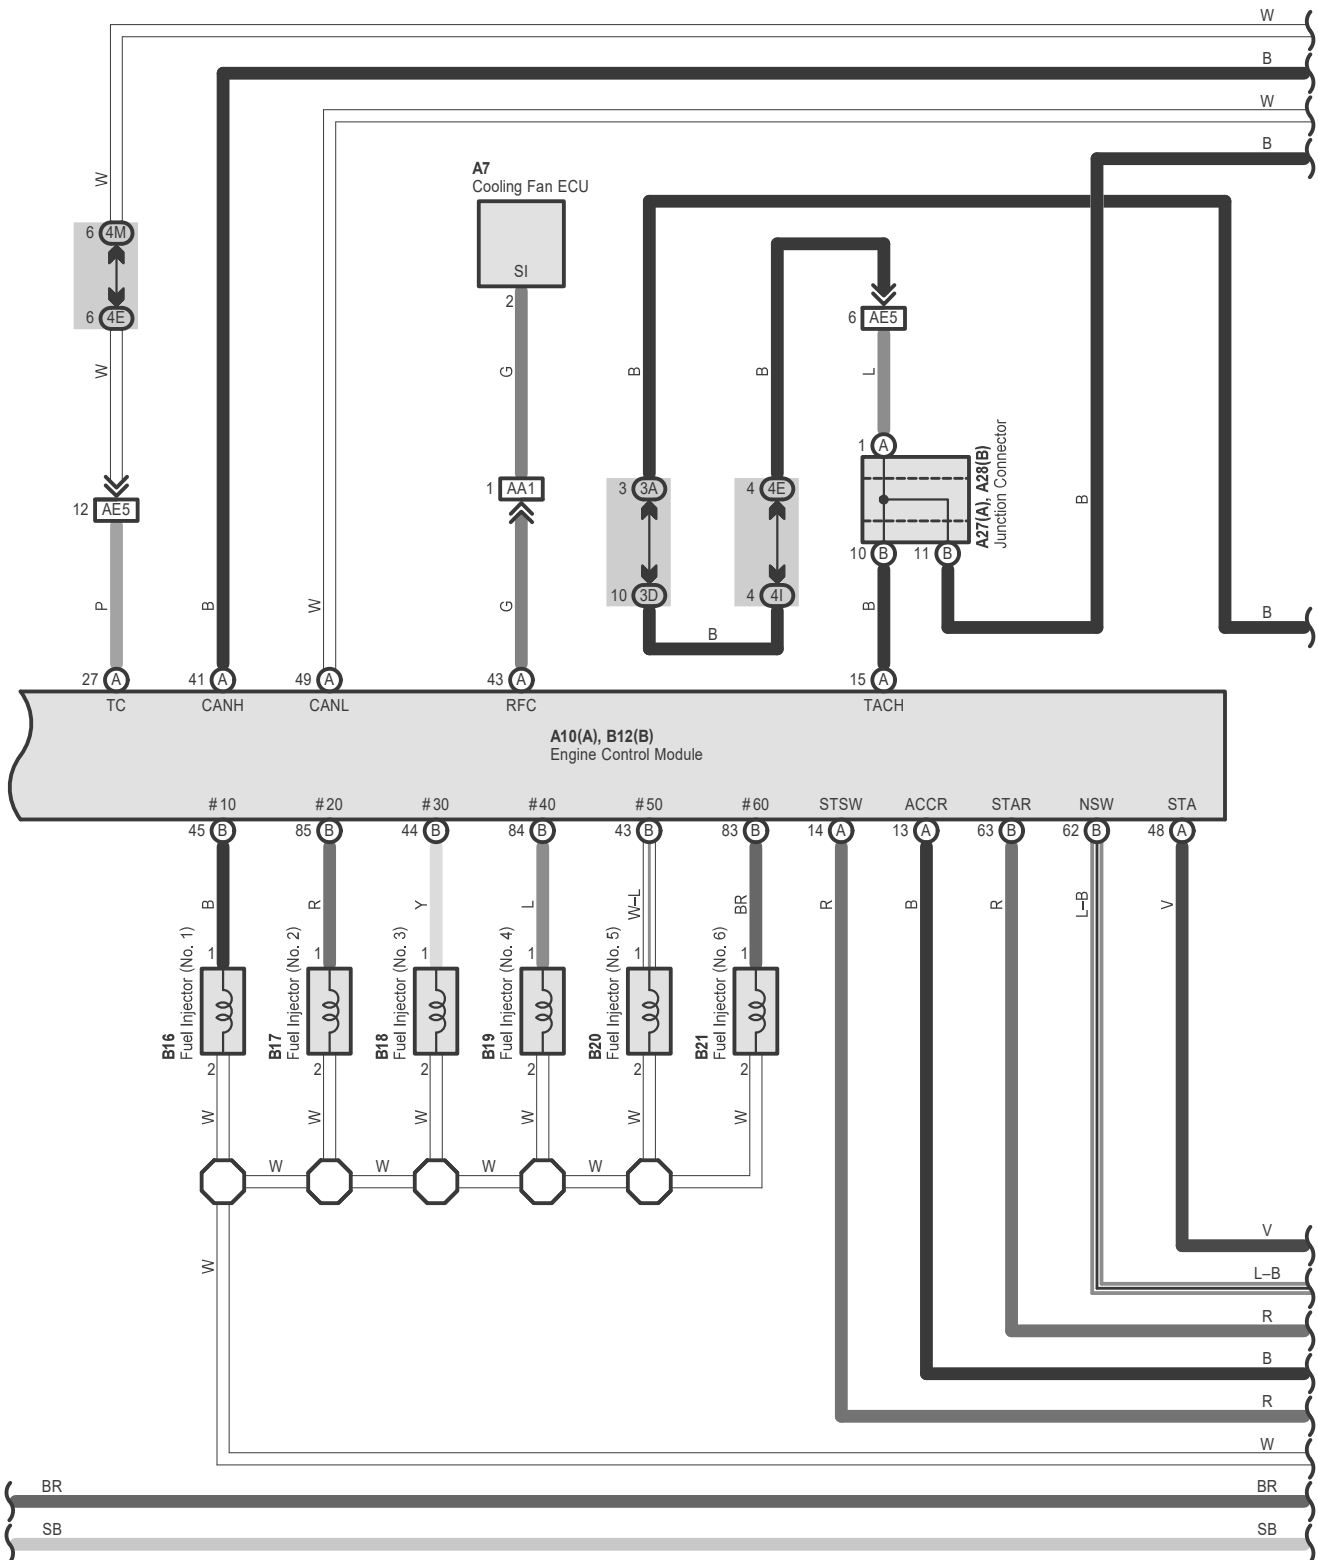 W
B
W
B
A7
Cooling Fan ECU
SI
2
W
6 4M
6 4E
W
12 AE5
P
B
W
G
1 AA1
G
B
3 3A
10 3D
B
B
4 4E
4 4I
6 AE5
L
1 A
A27(A), A28(B)
Junction Connector
10 B
11 B
B
B
B
27 A
41 A
49 A
43 A
15 A
TC
CANH
CANL
RFC
TACH
A10(A), B12(B)
Engine Control Module
#10
#20
#30
#40
#50
#60
STSW
ACCR
STAR
NSW
STA
45 B
85 B
44 B
84 B
43 B
83 B
14 A
13 A
63 B
62 B
48 A
B
R
Y
L
W–L
BR
R
B
R
L–B
V
1
1
1
1
1
1
B16
Fuel Injector (No. 1)
B17
Fuel Injector (No. 2)
B18
Fuel Injector (No. 3)
B19
Fuel Injector (No. 4)
B20
Fuel Injector (No. 5)
B21
Fuel Injector (No. 6)
2
2
2
2
2
2
W
W
W
W
W
W
W
W
W
W
W
V
L–B
R
B
R
W
BR
BR
SB
SB